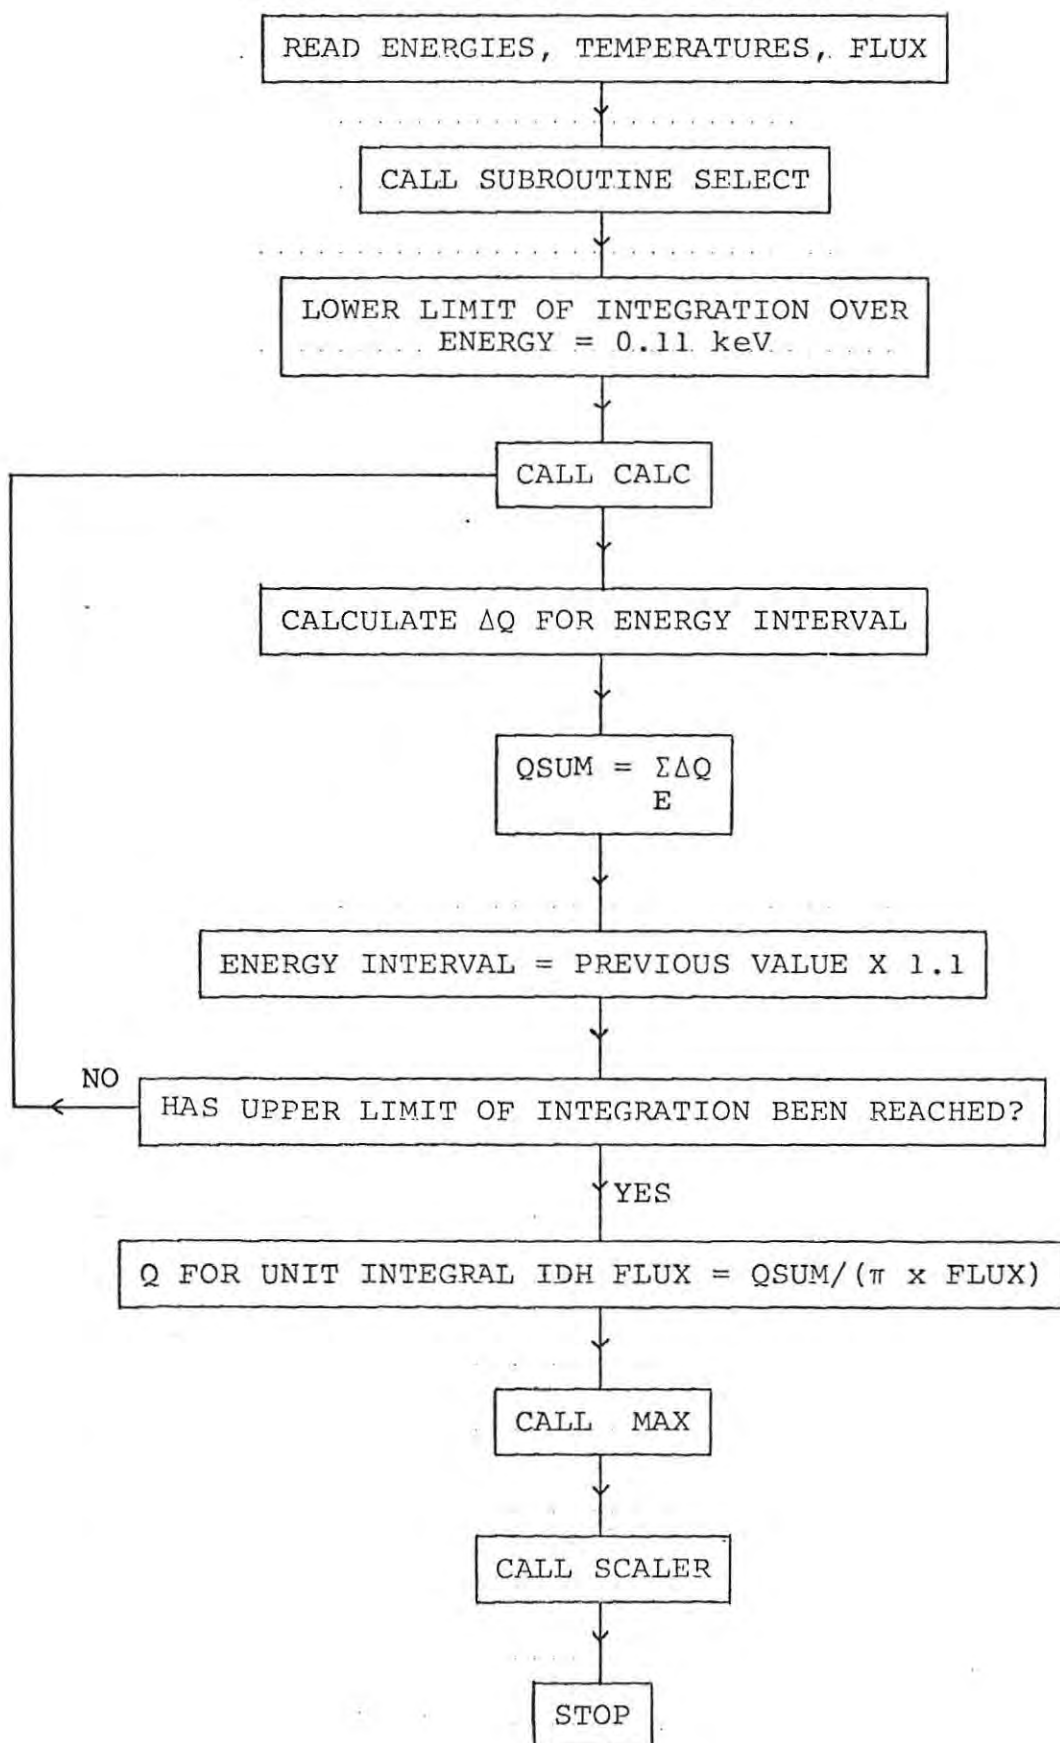 READ ENERGIES, TEMPERATURES, FLUX
CALL SUBROUTINE SELECT
LOWER LIMIT OF INTEGRATION OVER
ENERGY = 0.11 keV
CALL CALC
CALCULATE ΔQ FOR ENERGY INTERVAL
QSUM = ΣΔQ
E
ENERGY INTERVAL = PREVIOUS VALUE X 1.1
NO
HAS UPPER LIMIT OF INTEGRATION BEEN REACHED?
YES
Q FOR UNIT INTEGRAL IDH FLUX = QSUM/(π x FLUX)
CALL MAX
CALL SCALER
STOP